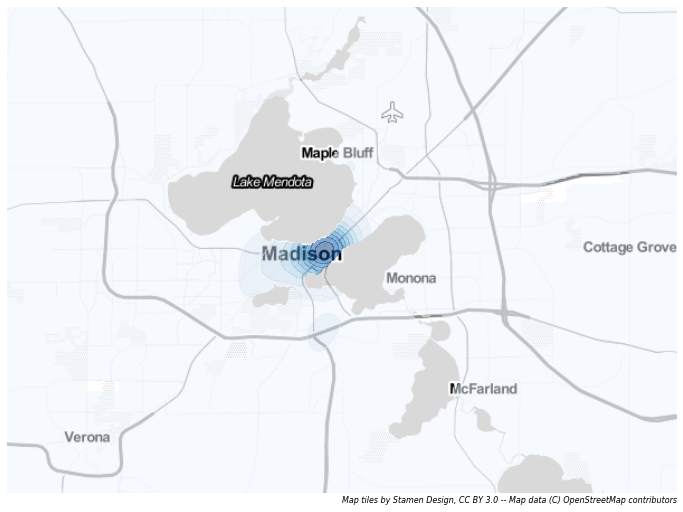 Maple Bluff
Lake Mendota
Madison
Cottage Grove
Monona
McFarland
Verona
Map tiles by Stamen Design, CC BY 3.0 -- Map data (C) OpenStreetMap contributors